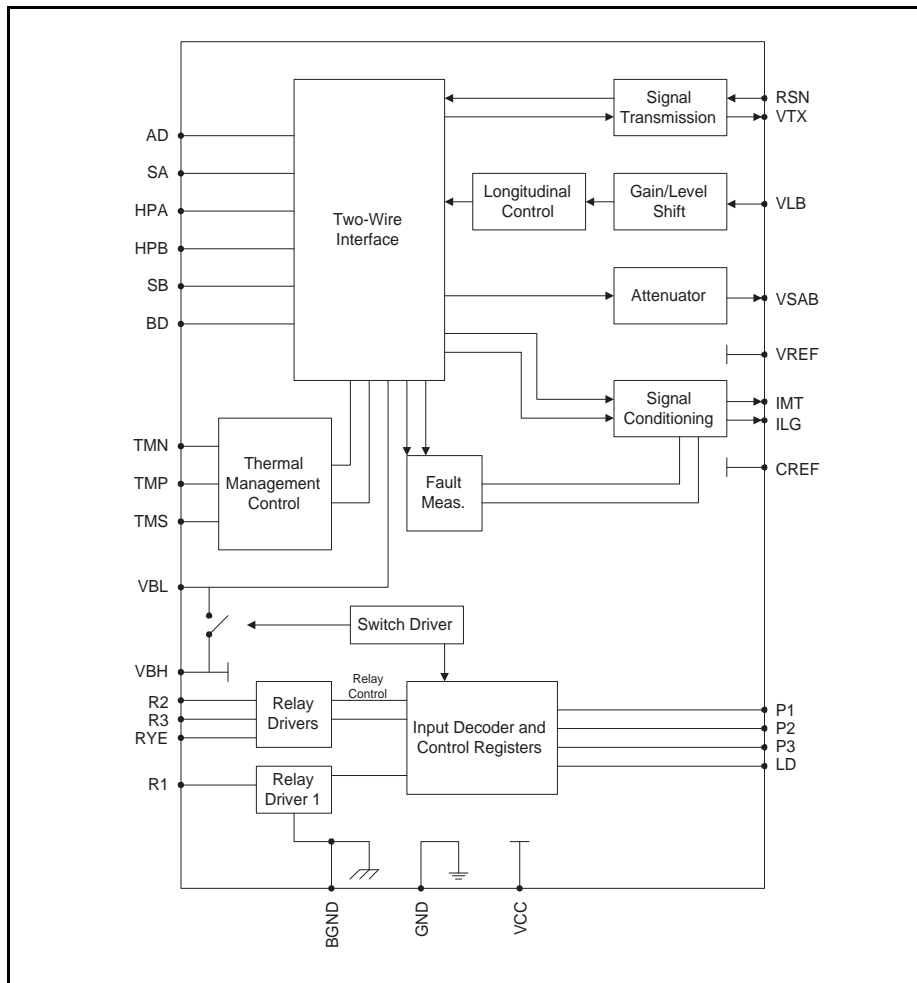 AD
SA
HPA
HPB
SB
BD
Two-Wire
Interface
Signal
Transmission
RSN
VTX
Longitudinal
Control
Gain/Level
Shift
VLB
Attenuator
VSAB
VREF
Signal
Conditioning
IMT
ILG
CREF
TMN
TMP
TMS
Thermal
Management
Control
Fault
Meas.
VBL
Switch Driver
VBH
R2
R3
RYE
Relay
Drivers
Relay
Control
Input Decoder and
Control Registers
P1
P2
P3
LD
R1
Relay
Driver 1
BGND
GND
VCC